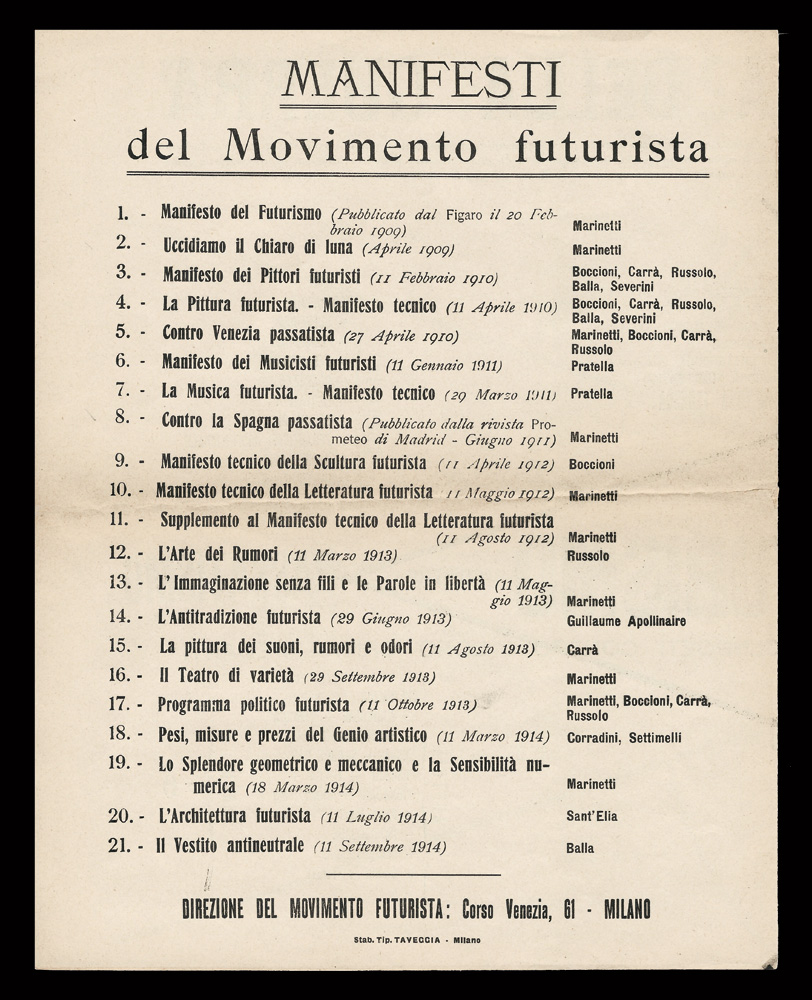 MANIFESTI
del Movimento futurista
1. - Manifesto del Futurismo (Pubblicato dal Figaro il 20 Feb-
braio 1909) Marinetti
2. - Uccidiamo il Chiaro di luna (Aprile 1909) Marinetti
3. - Manifesto dei Pittori futuristi (11 Febbraio 1910) Boccioni, Carrà, Russolo,
Balla, Severini
4. - La Pittura futurista. - Manifesto tecnico (11 Aprile 1910) Boccioni, Carrà, Russolo,
Balla, Severini
5. - Contro Venezia passatista (27 Aprile 1910) Marinetti, Boccioni, Carrà,
Russolo
6. - Manifesto dei Musicisti futuristi (11 Gennaio 1911) Pratella
7. - La Musica futurista. - Manifesto tecnico (29 Marzo 1911) Pratella
8. - Contro la Spagna passatista (Pubblicato dalla rivista Pro-
meteo di Madrid - Giugno 1911) Marinetti
9. - Manifesto tecnico della Scultura futurista (11 Aprile 1912) Boccioni
10. - Manifesto tecnico della Letteratura futurista 11 Maggio 1912) Marinetti
11. - Supplemento al Manifesto tecnico della Letteratura futurista
(11 Agosto 1912) Marinetti
12. - L'Arte dei Rumori (11 Marzo 1913) Russolo
13. - L'Immaginazione senza fili e le Parole in libertà (11 Mag-
gio 1913) Marinetti
14. - L'Antitradizione futurista (29 Giugno 1913) Guillaume Apollinaire
15. - La pittura dei suoni, rumori e odori (11 Agosto 1913) Carrà
16. - Il Teatro di varietà (29 Settembre 1913) Marinetti
17. - Programma politico futurista (11 Ottobre 1913) Marinetti, Boccioni, Carrà,
Russolo
18. - Pesi, misure e prezzi del Genio artistico (11 Marzo 1914) Corradini, Settimelli
19. - Lo Splendore geometrico e meccanico e la Sensibilità nu-
merica (18 Marzo 1914) Marinetti
20. - L'Architettura futurista (11 Luglio 1914) Sant'Elia
21. - Il Vestito antineutrale (11 Settembre 1914) Balla
DIREZIONE DEL MOVIMENTO FUTURISTA: Corso Venezia, 61 - MILANO
Stab. Tip. TAVEGGIA - Milano